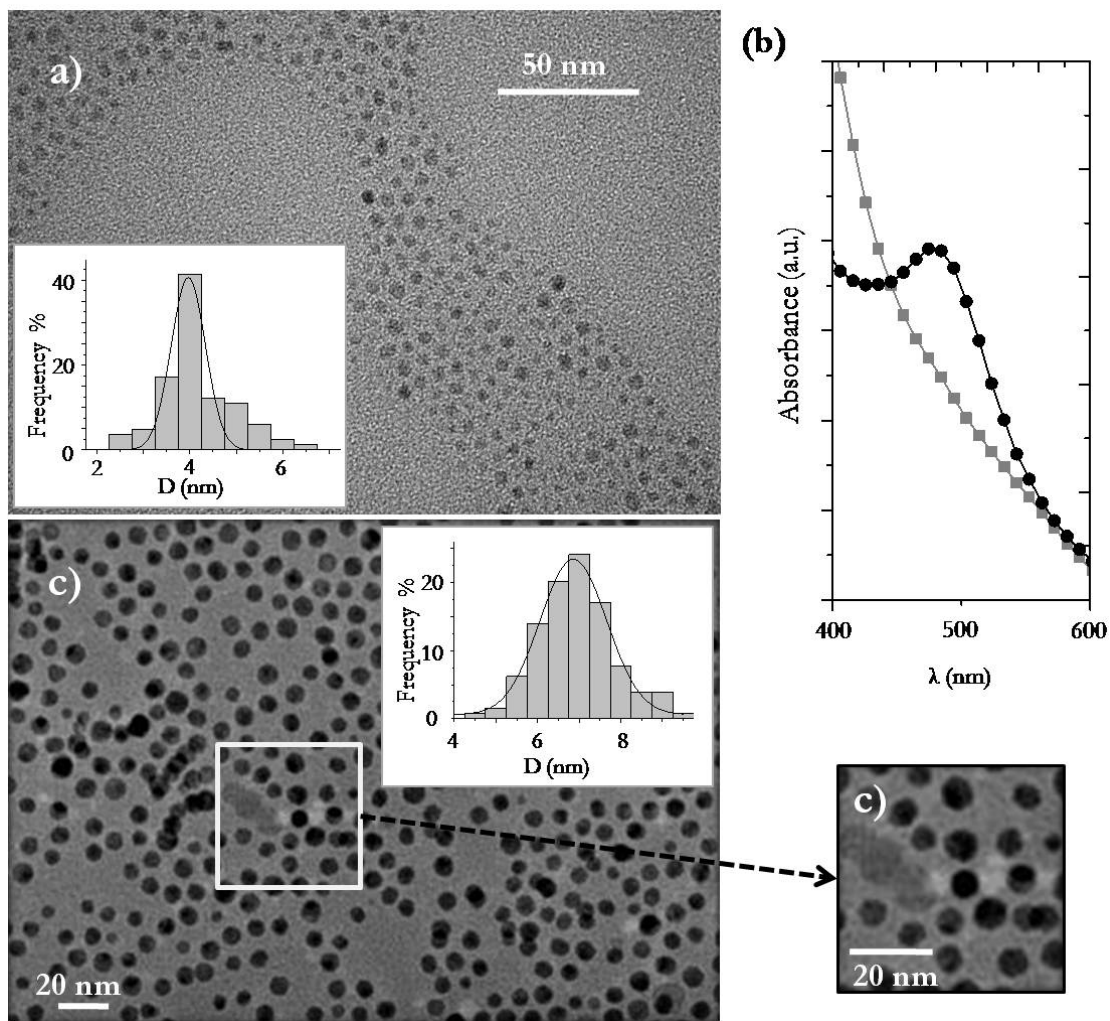 a)
50 nm
Frequency %
40
20
0
2 4 6
D (nm)
(b)
Absorbance (a.u.)
400 500 600
λ (nm)
c)
Frequency %
20
10
0
4 6 8
D (nm)
20 nm
c)
20 nm